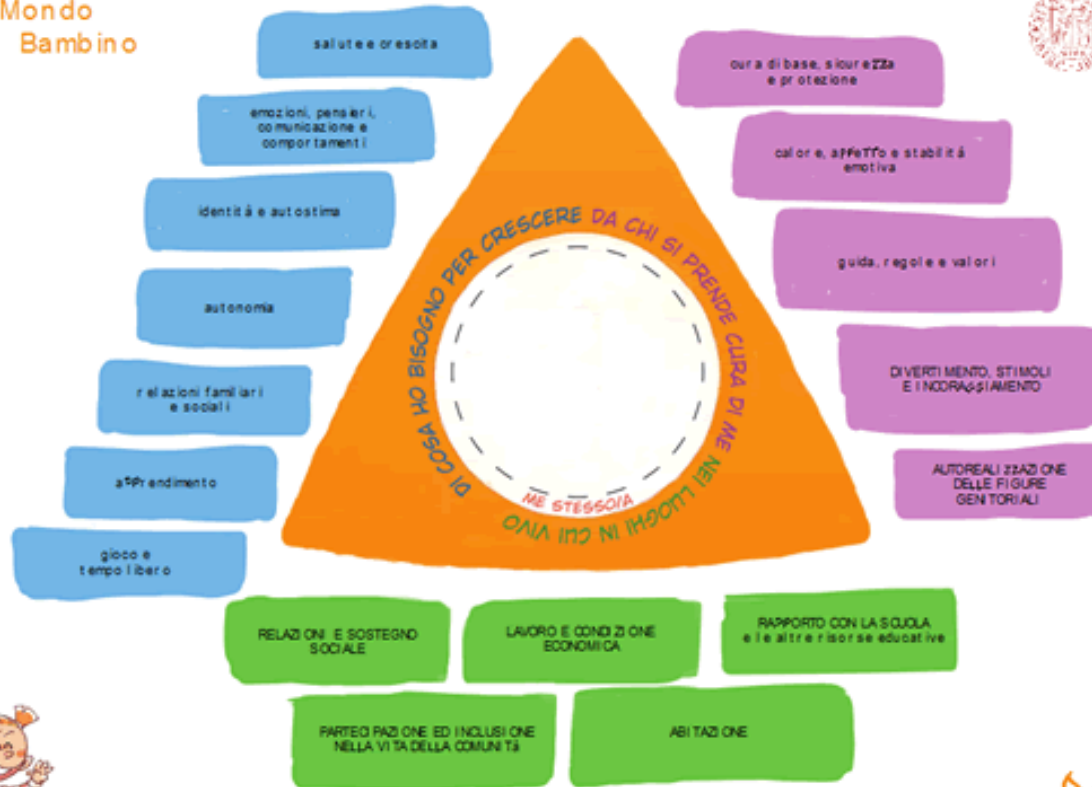 Mondo
Bambino
salute e crescita
emozioni, pensieri,
comunicazione e
comportamenti
identità e autostima
autonomia
relazioni familiari
e sociali
apprendimento
gioco e
tempo libero
DI COSA HO BISOGNO PER CRESCERE
DA CHI SI PRENDE CURA DI ME
NEI LUOGHI IN CUI VIVO
ME STESSO/A
cura di base, sicurezza
e protezione
calore, affetto e stabilità
emotiva
guida, regole e valori
DIVERTIMENTO, STIMOLI
E INCORAGGIAMENTO
AUTOREALIZZAZIONE
DELLE FIGURE
GENITORIALI
RELAZIONI E SOSTEGNO
SOCIALE
LAVORO E CONDIZIONE
ECONOMICA
RAPPORTO CON LA SCUOLA
e le altre risorse educative
PARTECIPAZIONE ED INCLUSIONE
NELLA VITA DELLA COMUNITà
ABITAZIONE